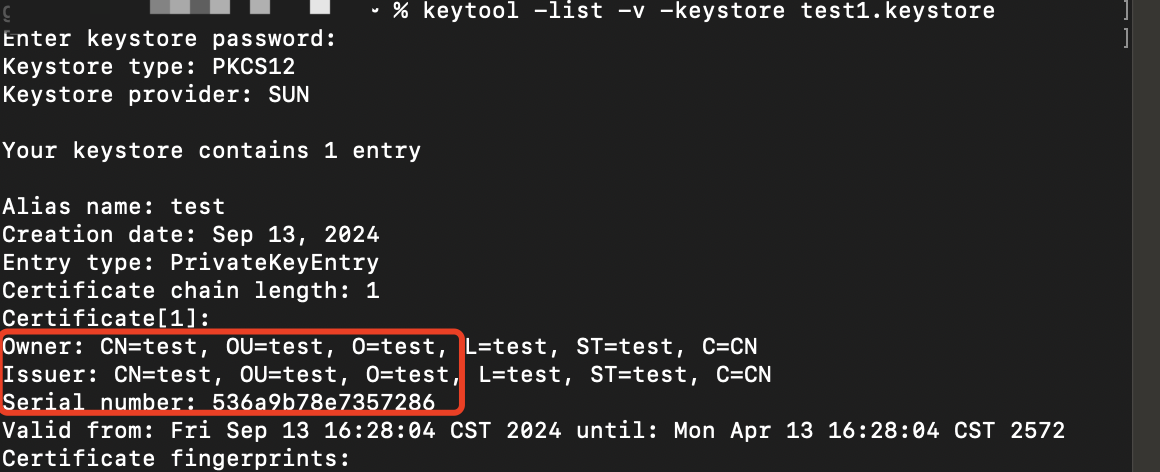 % keytool -list -v -keystore test1.keystore
Enter keystore password:
Keystore type: PKCS12
Keystore provider: SUN
Your keystore contains 1 entry
Alias name: test
Creation date: Sep 13, 2024
Entry type: PrivateKeyEntry
Certificate chain length: 1
Certificate[1]:
Owner: CN=test, OU=test, O=test, L=test, ST=test, C=CN
Issuer: CN=test, OU=test, O=test, L=test, ST=test, C=CN
Serial number: 536a9b78e7357286
Valid from: Fri Sep 13 16:28:04 CST 2024 until: Mon Apr 13 16:28:04 CST 2572
Certificate fingerprints: